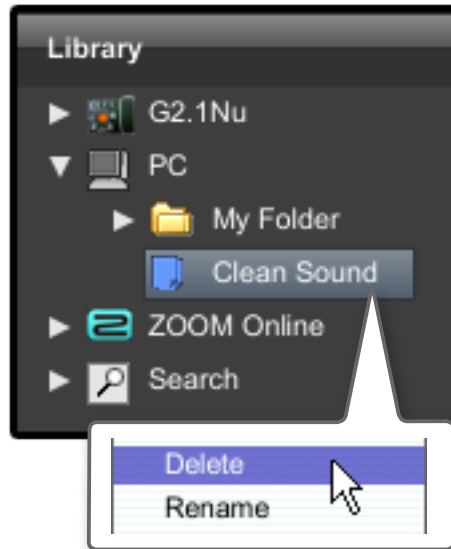 Library
G2.1Nu
PC
My Folder
Clean Sound
ZOOM Online
Search
Delete
Rename